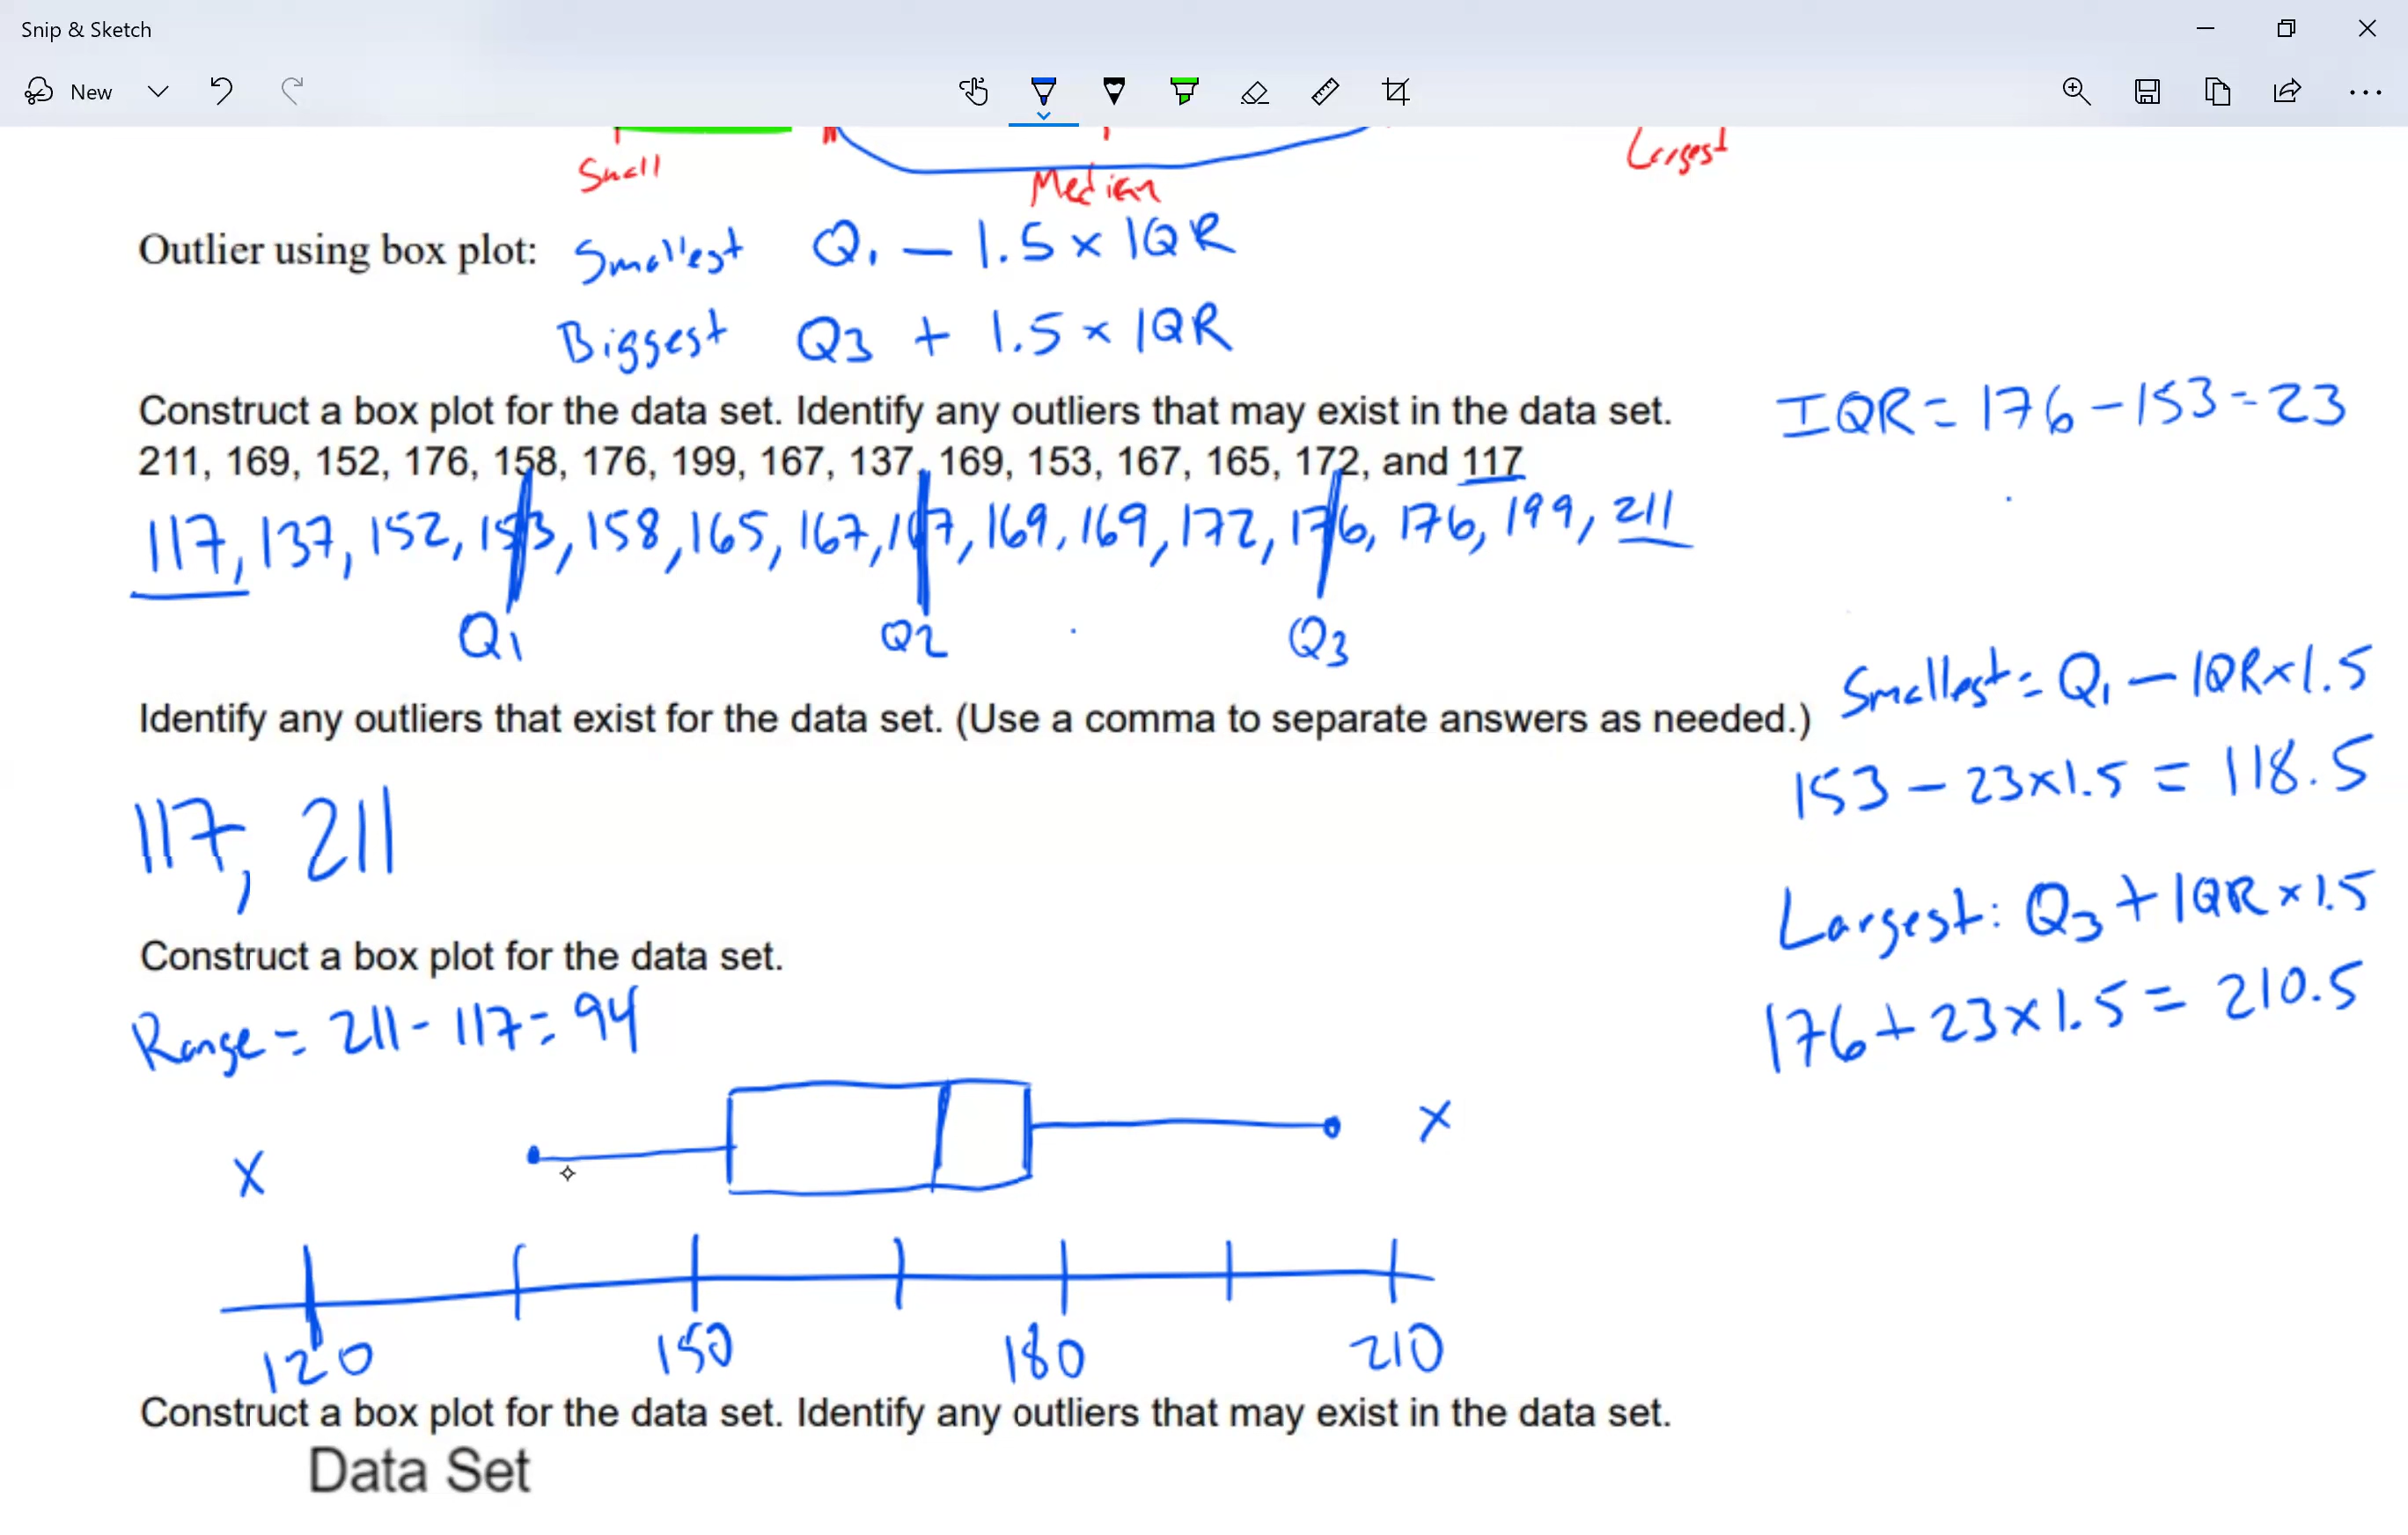 Snip & Sketch
New
Small
Median
Largest
Outlier using box plot: Smallest Q1 - 1.5 x IQR
Biggest Q3 + 1.5 x IQR
Construct a box plot for the data set. Identify any outliers that may exist in the data set.
IQR = 176 - 153 = 23
211, 169, 152, 176, 158, 176, 199, 167, 137, 169, 153, 167, 165, 172, and 117
117, 137, 152, 153, 158, 165, 167, 167, 169, 169, 172, 176, 176, 199, 211
Q1 Q2 Q3
Identify any outliers that exist for the data set. (Use a comma to separate answers as needed.)
Smallest = Q1 - IQR x 1.5
153 - 23 x 1.5 = 118.5
117, 211
Largest: Q3 + IQR x 1.5
Construct a box plot for the data set.
176 + 23 x 1.5 = 210.5
Range = 211 - 117 = 94
x x
120 150 180 210
Construct a box plot for the data set. Identify any outliers that may exist in the data set.
Data Set